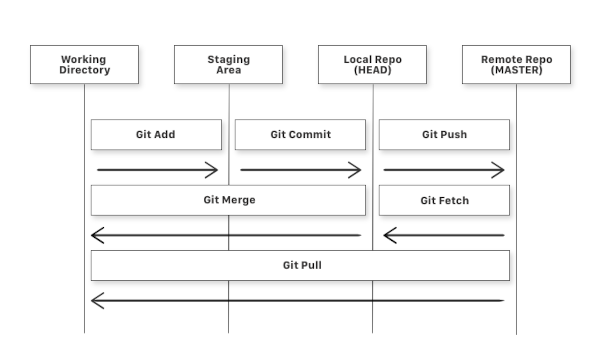 Working
Directory
Staging
Area
Local Repo
(HEAD)
Remote Repo
(MASTER)
Git Add
Git Commit
Git Push
Git Merge
Git Fetch
Git Pull